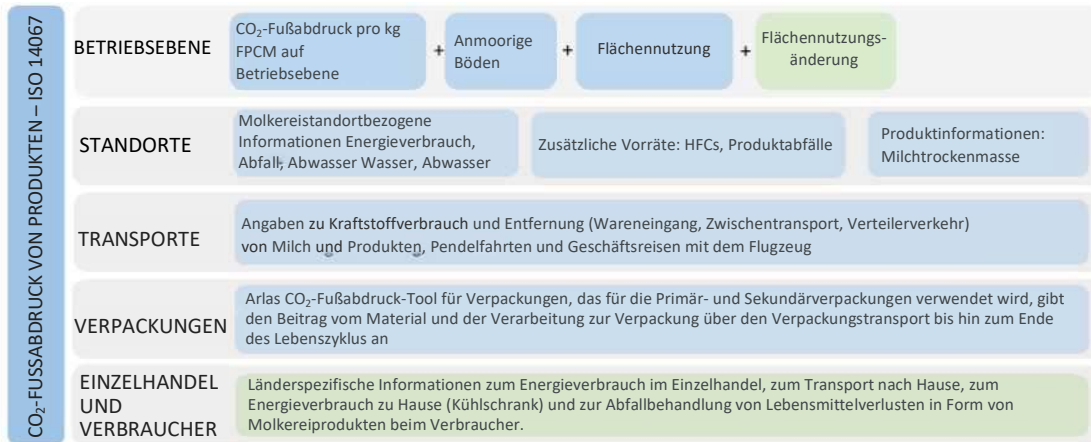 CO₂-FUSSABDRUCK VON PRODUKTEN – ISO 14067
BETRIEBSEBENE
CO₂-Fußabdruck pro kg
FPCM auf
Betriebsebene
+
Anmoorige
Böden
+
Flächennutzung
+
Flächennutzungs-
änderung
STANDORTE
Molkereistandortbezogene
Informationen Energieverbrauch,
Abfall, Abwasser Wasser, Abwasser
Zusätzliche Vorräte: HFCs, Produktabfälle
Produktinformationen:
Milchtrockenmasse
TRANSPORTE
Angaben zu Kraftstoffverbrauch und Entfernung (Wareneingang, Zwischentransport, Verteilerverkehr)
von Milch und Produkten, Pendelfahrten und Geschäftsreisen mit dem Flugzeug
VERPACKUNGEN
Arlas CO₂-Fußabdruck-Tool für Verpackungen, das für die Primär- und Sekundärverpackungen verwendet wird, gibt
den Beitrag vom Material und der Verarbeitung zur Verpackung über den Verpackungstransport bis hin zum Ende
des Lebenszyklus an
EINZELHANDEL
UND
VERBRAUCHER
Länderspezifische Informationen zum Energieverbrauch im Einzelhandel, zum Transport nach Hause, zum
Energieverbrauch zu Hause (Kühlschrank) und zur Abfallbehandlung von Lebensmittelverlusten in Form von
Molkereiprodukten beim Verbraucher.